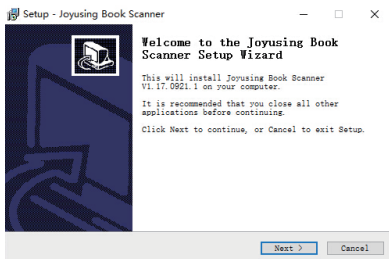 Setup - Joyusing Book Scanner
Welcome to the Joyusing Book
Scanner Setup Wizard
This will install Joyusing Book Scanner
V1.17.0921.1 on your computer.
It is recommended that you close all other
applications before continuing.
Click Next to continue, or Cancel to exit Setup.
Next >
Cancel